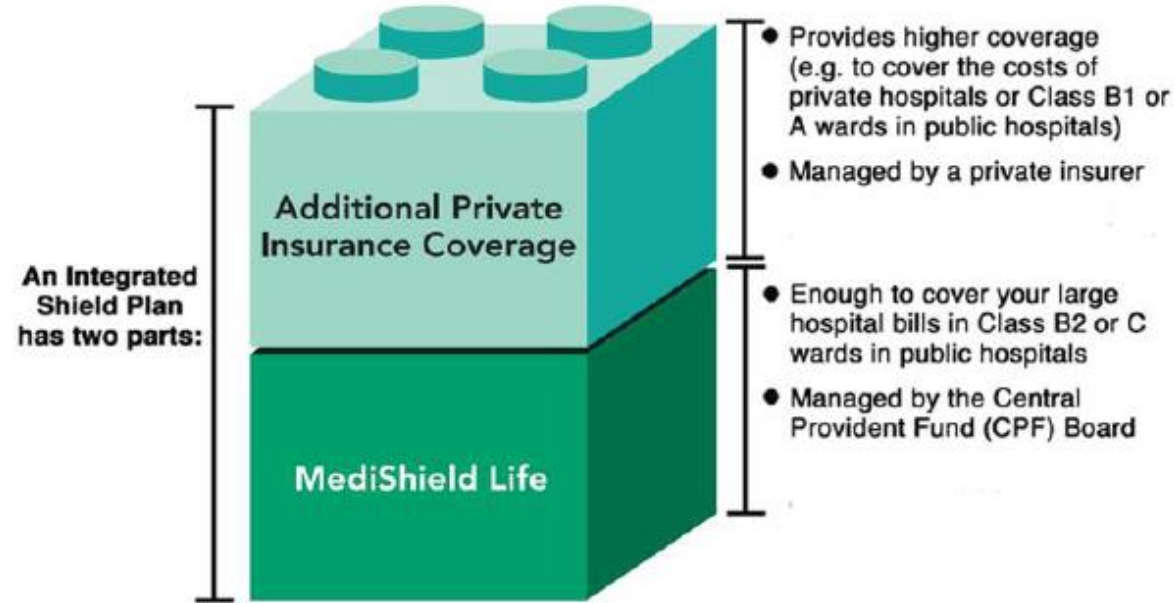 An Integrated
Shield Plan
has two parts:
Additional Private
Insurance Coverage
MediShield Life
● Provides higher coverage
(e.g. to cover the costs of
private hospitals or Class B1 or
A wards in public hospitals)
● Managed by a private insurer
● Enough to cover your large
hospital bills in Class B2 or C
wards in public hospitals
● Managed by the Central
Provident Fund (CPF) Board